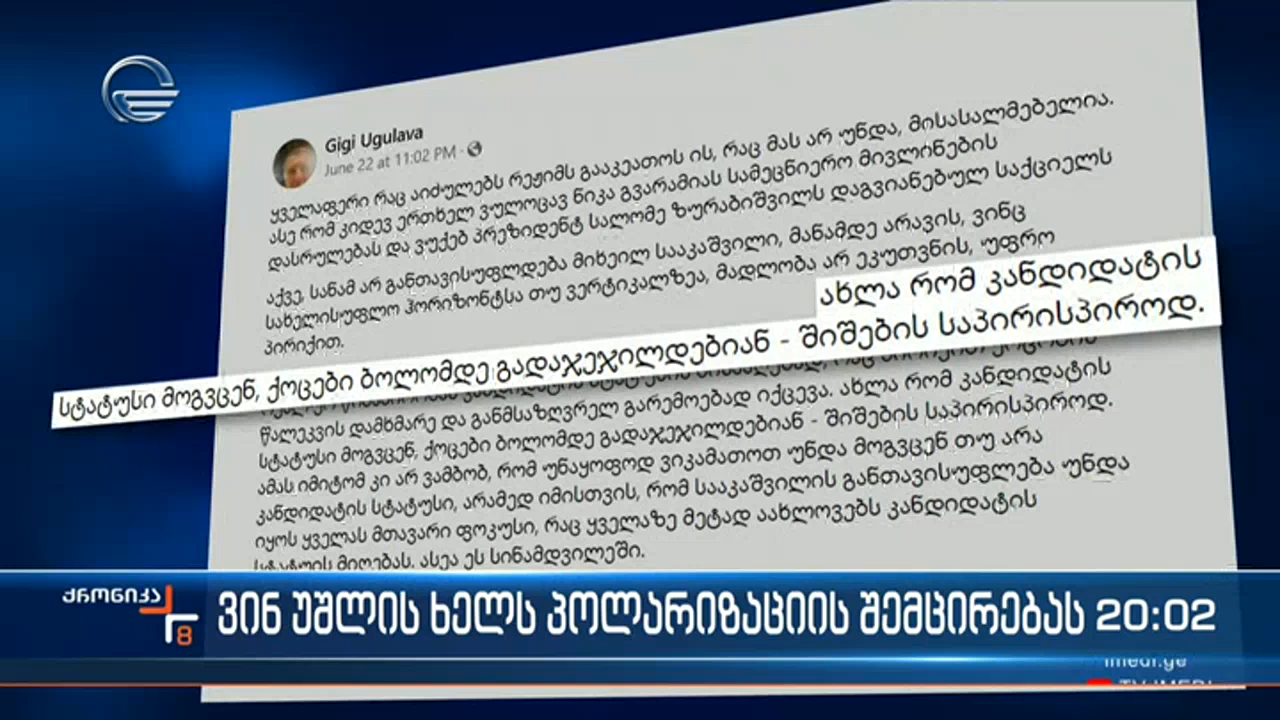 Gigi Ugulava
June 22 at 11:02 PM ·
ყველაფერი რაც აიძულებს რეჟიმს გააკეათოს ის, რაც მას არ უნდა, მისასალმებელია.
ასე რომ კიდევ ერთხელ ვულოცავ ნიკა გვარამიას სამეცნიერო მივლინების
დასრულებას და ვუქებ პრეზიდენტ სალომე ზურაბიშვილს დაგვიანებულ საქციელს
აქვე, სანამ არ განთავისუფლდება მიხეილ სააკაშვილი, მანამდე არავის, ვინც
სახელისუფლო ჰორიზონტსა თუ ვერტიკალზეა, მადლობა არ ეკუთვნის, უფრო
პირიქით.
ახლა რომ კანდიდატის
სტატუსი მოგვცენ, ქოცები ბოლომდე გადაჯეჯილდებიან - შიშების საპირისპიროდ.
წალეკვის დამხმარე და განმსაზღვრელ გარემოებად იქცევა. ახლა რომ კანდიდატის
სტატუსი მოგვცენ, ქოცები ბოლომდე გადაჯეჯილდებიან - შიშების საპირისპიროდ.
ამას იმიტომ კი არ ვამბობ, რომ უნაყოფოდ ვიკამათოთ უნდა მოგვცენ თუ არა
კანდიდატის სტატუსი, არამედ იმისთვის, რომ სააკაშვილის განთავისუფლება უნდა
იყოს ყველას მთავარი ფოკუსი, რაც ყველაზე მეტად აახლოვებს კანდიდატის
სტატუს მიღებას. ასეა ეს სინამდვილეში.
ქრონიკა
8
ვინ უშლის ხელს პოლარიზაციის შემცირებას 20:02
imedi.ge
TV IMEDI